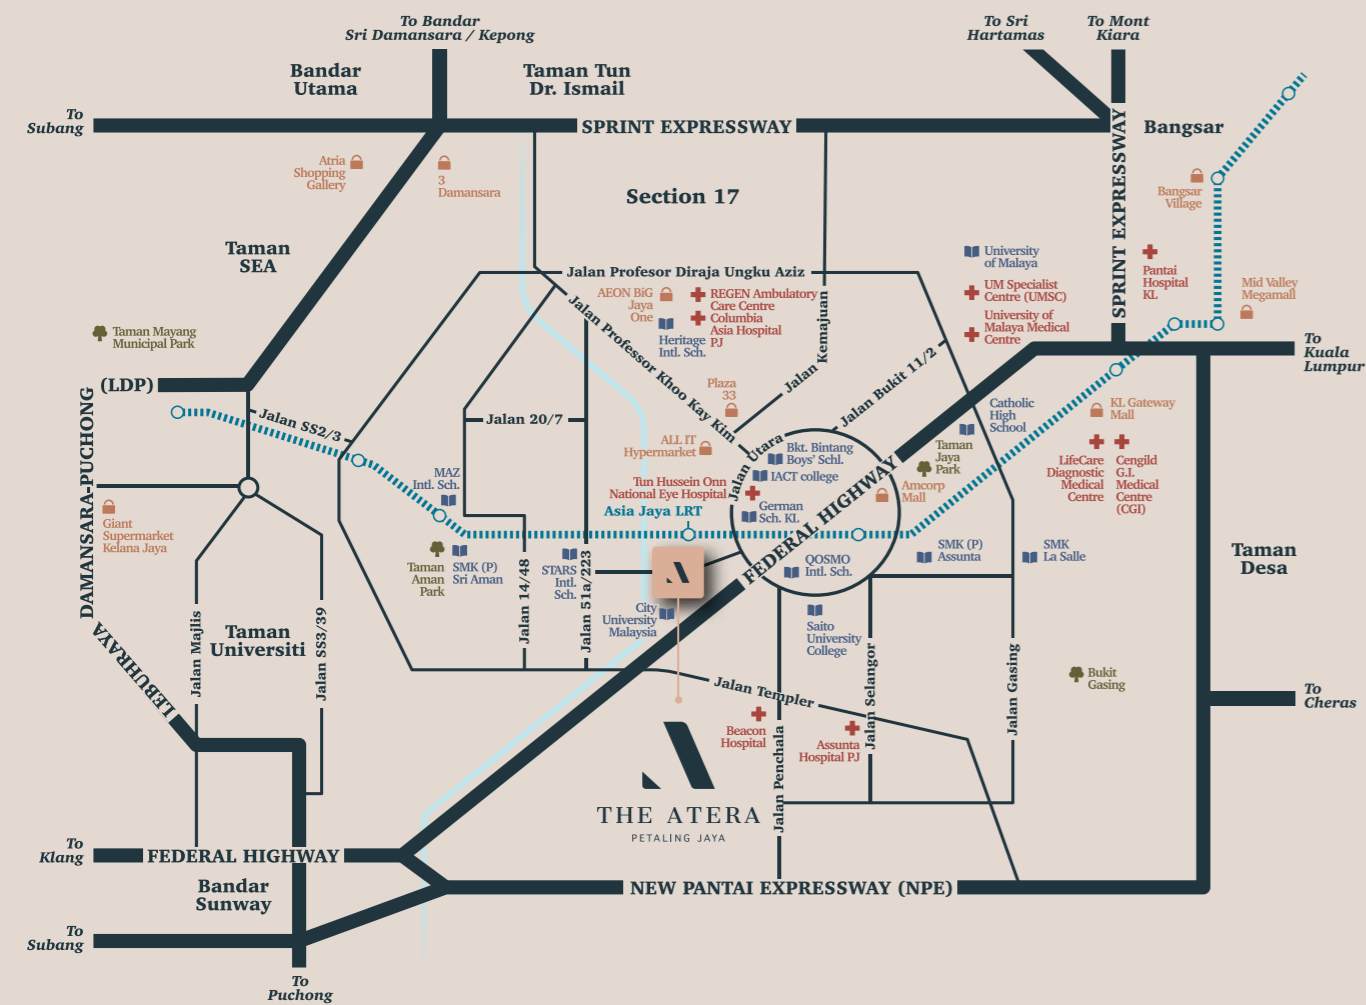 To Bandar
Sri Damansara / Kepong
To Sri
Hartamas
To Mont
Kiara
Bandar
Utama
Taman Tun
Dr. Ismail
To
Subang
SPRINT EXPRESSWAY
Bangsar
SPRINT EXPRESSWAY
Atria
Shopping
Gallery
3
Damansara
Section 17
Bangsar
Village
Taman
SEA
University
of Malaya
Pantai
Hospital
KL
Jalan Profesor Diraja Ungku Aziz
AEON BiG
Jaya
One
REGEN Ambulatory
Care Centre
Columbia
Asia Hospital
PJ
UM Specialist
Centre (UMSC)
Mid Valley
Megamall
Heritage
Intl. Sch.
University of
Malaya Medical
Centre
Taman Mayang
Municipal Park
Jalan Professor Khoo Kay Kim
Jalan
Kemajuan
Jalan Bukit 11/2
To
Kuala
Lumpur
(LDP)
DAMANSARA-PUCHONG
LEBUHRAYA
Jalan SS2/3
Jalan 20/7
Plaza
33
Catholic
High
School
KL Gateway
Mall
ALL IT
Hypermarket
Jalan Utara
Bkt. Bintang
Boys' Schl.
Taman
Jaya
Park
MAZ
Intl. Sch.
IACT college
LifeCare
Diagnostic
Medical
Centre
Cengild
G.I.
Medical
Centre
(CGI)
Tun Hussein Onn
National Eye Hospital
Amcorp
Mall
FEDERAL HIGHWAY
Asia Jaya LRT
German
Sch. KL
Giant
Supermarket
Kelana Jaya
Taman
Aman
Park
SMK (P)
Sri Aman
STARS
Intl.
Sch.
QOSMO
Intl. Sch.
SMK (P)
Assunta
SMK
La Salle
Taman
Desa
Jalan 14/48
Jalan 51a/223
City
University
Malaysia
Saito
University
College
Jalan Majlis
Taman
Universiti
Jalan SS3/39
Jalan Selangor
Jalan Gasing
Bukit
Gasing
Jalan Templer
To
Cheras
Beacon
Hospital
Jalan Penchala
Assunta
Hospital PJ
THE ATERA
PETALING JAYA
To
Klang
FEDERAL HIGHWAY
Bandar
Sunway
NEW PANTAI EXPRESSWAY (NPE)
To
Subang
To
Puchong